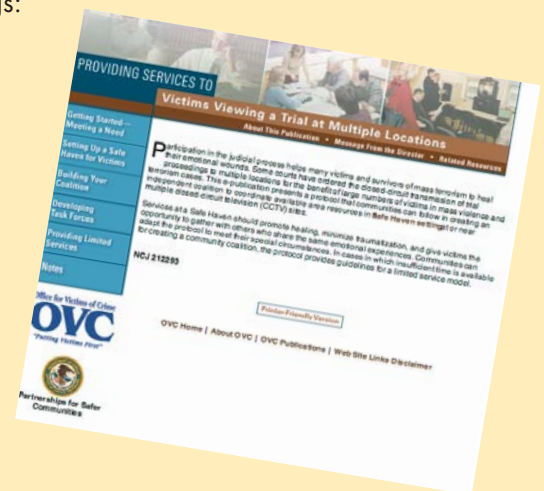 gs:
PROVIDING SERVICES TO
Victims Viewing a Trial at Multiple Locations
About This Publication • Message From the Director • Related Resources
Getting Started—
Meeting a Need
Setting Up a Safe
Haven for Victims
Building Your
Coalition
Developing
Task Forces
Providing Limited
Services
Notes
Participation in the judicial process helps many victims and survivors of mass terrorism to heal
their emotional wounds. Some courts have ordered the closed-circuit transmission of trial
proceedings to multiple locations for the benefit of large numbers of victims in mass violence and
terrorism cases. This e-publication presents a protocol that communities can follow in creating an
independent coalition to coordinate available area resources in Safe Haven settings at or near
multiple closed-circuit television (CCTV) sites.
Services at a Safe Haven should promote healing, minimize traumatization, and give victims the
opportunity to gather with others who share the same emotional experiences. Communities can
adapt the protocol to meet their special circumstances. In cases in which insufficient time is available
for creating a community coalition, the protocol provides guidelines for a limited service model.
NCJ 212293
Printer-Friendly Version
OVC Home | About OVC | OVC Publications | Web Site Links Disclaimer
Office for Victims of Crime
OVC
"Putting Victims First"
Partnerships for Safer
Communities